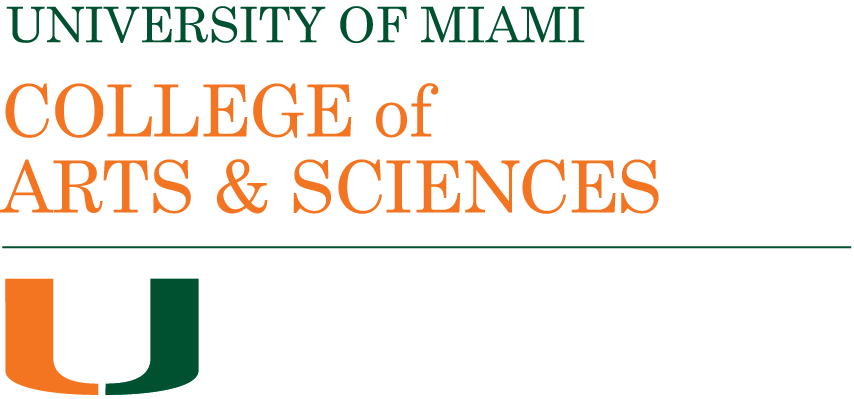 UNIVERSITY OF MIAMI
COLLEGE of
ARTS & SCIENCES
U